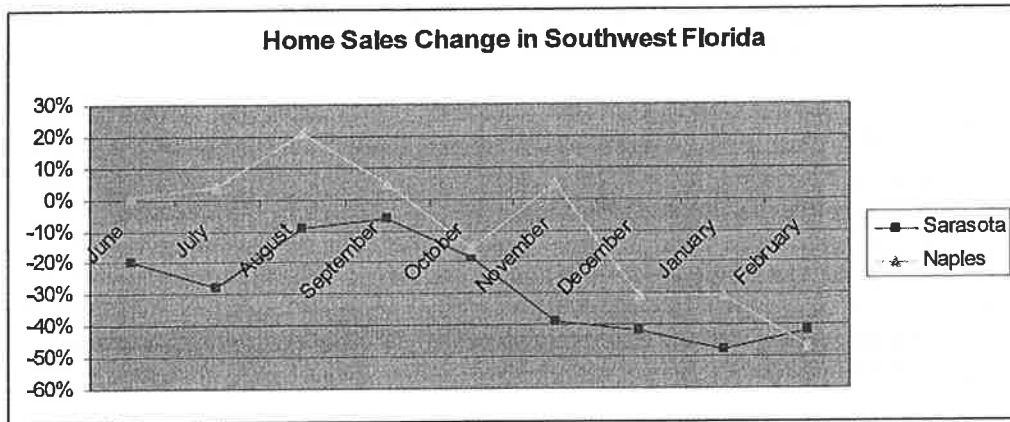 Home Sales Change in Southwest Florida
30%
20%
10%
0%
-10%
-20%
-30%
-40%
-50%
-60%
June
July
August
September
October
November
December
January
February
Sarasota
Naples